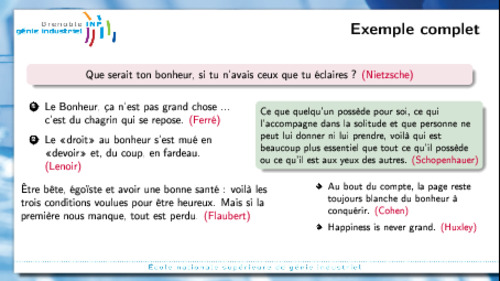 Grenoble INP
génie industriel
Exemple complet
Que serait ton bonheur, si tu n'avais ceux que tu éclaires ? (Nietzsche)
Le Bonheur, ça n'est pas grand chose ...
c'est du chagrin qui se repose. (Ferré)
Le «droit» au bonheur s'est mué en
«devoir» et, du coup, en fardeau.
(Lenoir)
Ce que quelqu'un possède pour soi, ce qui
l'accompagne dans la solitude et que personne ne
peut lui donner ni lui prendre, voilà qui est
beaucoup plus essentiel que tout ce qu'il possède
ou ce qu'il est aux yeux des autres. (Schopenhauer)
Être bête, égoïste et avoir une bonne santé : voilà les
trois conditions voulues pour être heureux. Mais si la
première nous manque, tout est perdu. (Flaubert)
Au bout du compte, la page reste
toujours blanche du bonheur à
conquérir. (Cohen)
Happiness is never grand. (Huxley)
École nationale supérieure de génie industriel